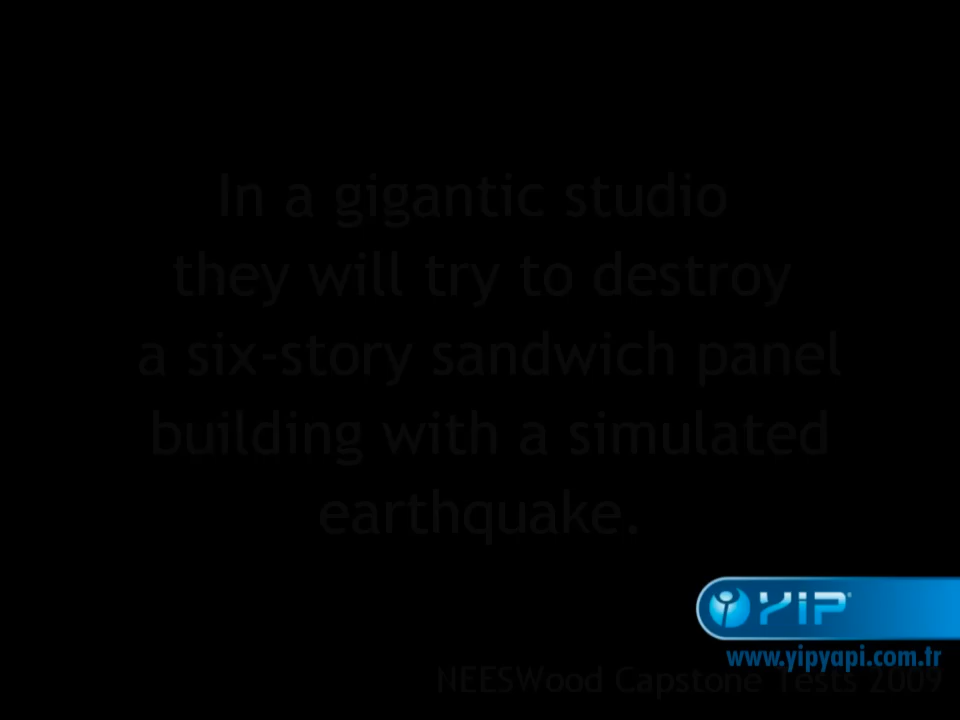 In a gigantic studio
they will try to destroy
a six-story sandwich panel
building with a simulated
earthquake.
YiP
www.yipyapi.com.tr
NEESWood Capstone Tests 2009